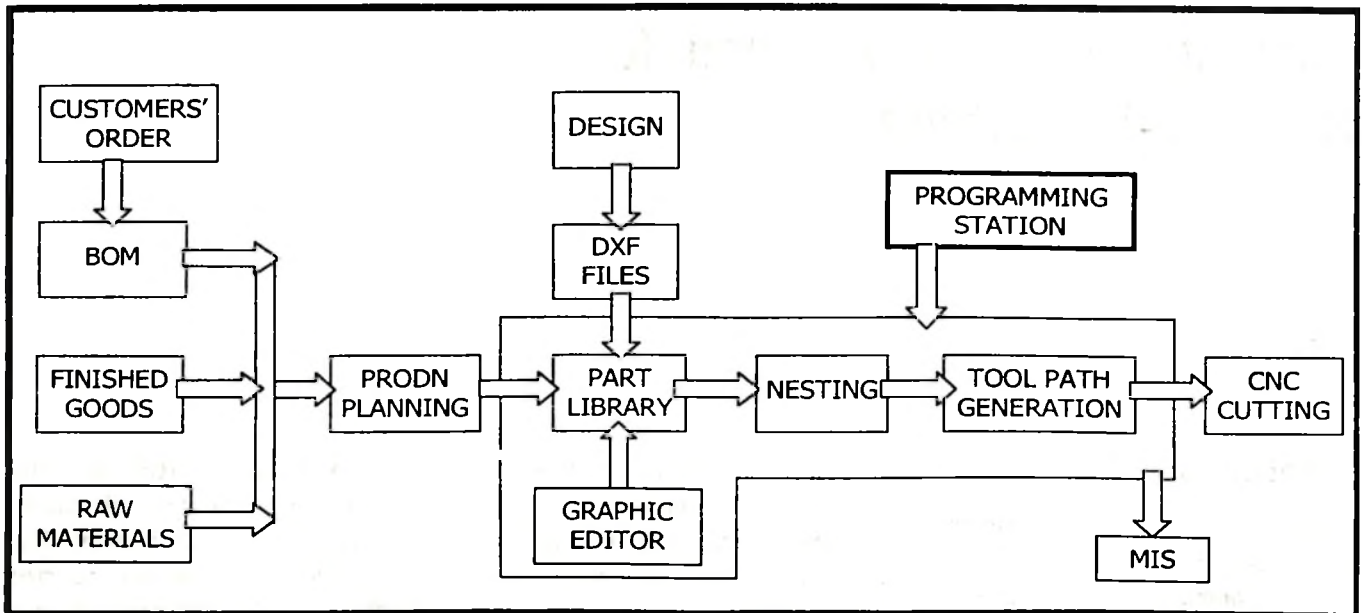 CUSTOMERS'
ORDER
DESIGN
PROGRAMMING
STATION
BOM
DXF
FILES
FINISHED
GOODS
PRODN
PLANNING
PART
LIBRARY
NESTING
TOOL PATH
GENERATION
CNC
CUTTING
RAW
MATERIALS
GRAPHIC
EDITOR
MIS